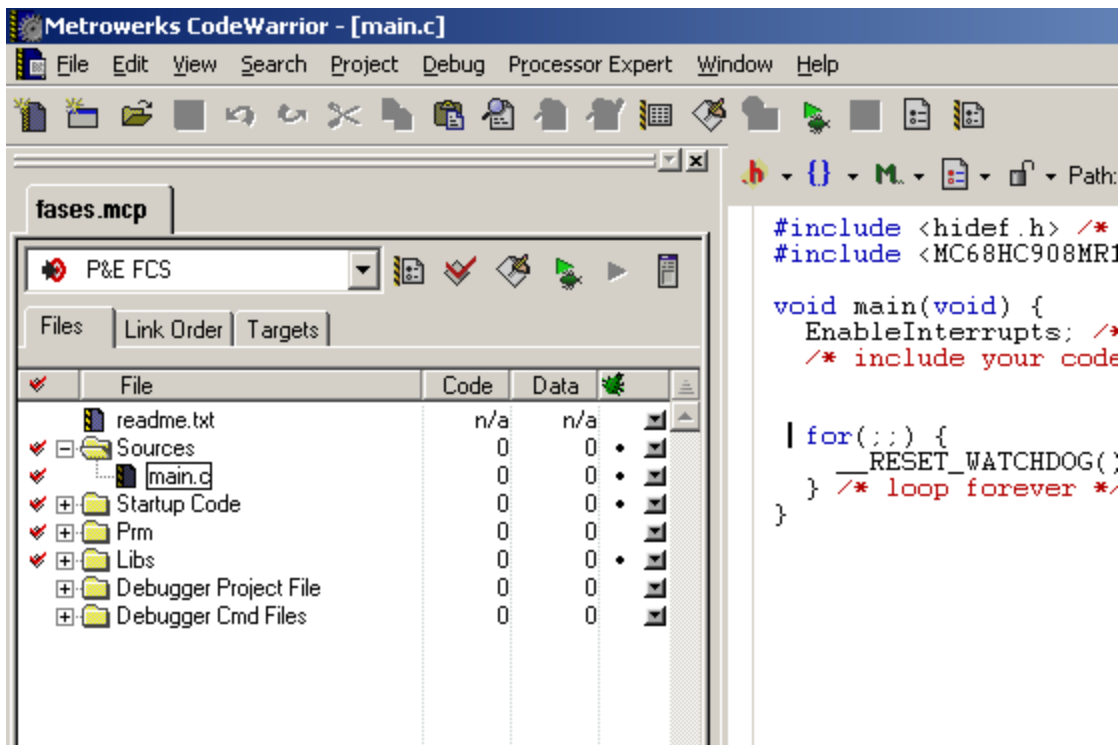 Metrowerks CodeWarrior - [main.c]
File Edit View Search Project Debug Processor Expert Window Help
fases.mcp
P&E FCS
Files Link Order Targets
File Code Data
readme.txt n/a n/a
Sources 0 0
main.c 0 0
Startup Code 0 0
Prm 0 0
Libs 0 0
Debugger Project File 0 0
Debugger Cmd Files 0 0
.h {} M.. Path:
#include <hidef.h> /*
#include <MC68HC908MR1
void main(void) {
EnableInterrupts; /*
/* include your code
for(;;) {
__RESET_WATCHDOG()
} /* loop forever */
}